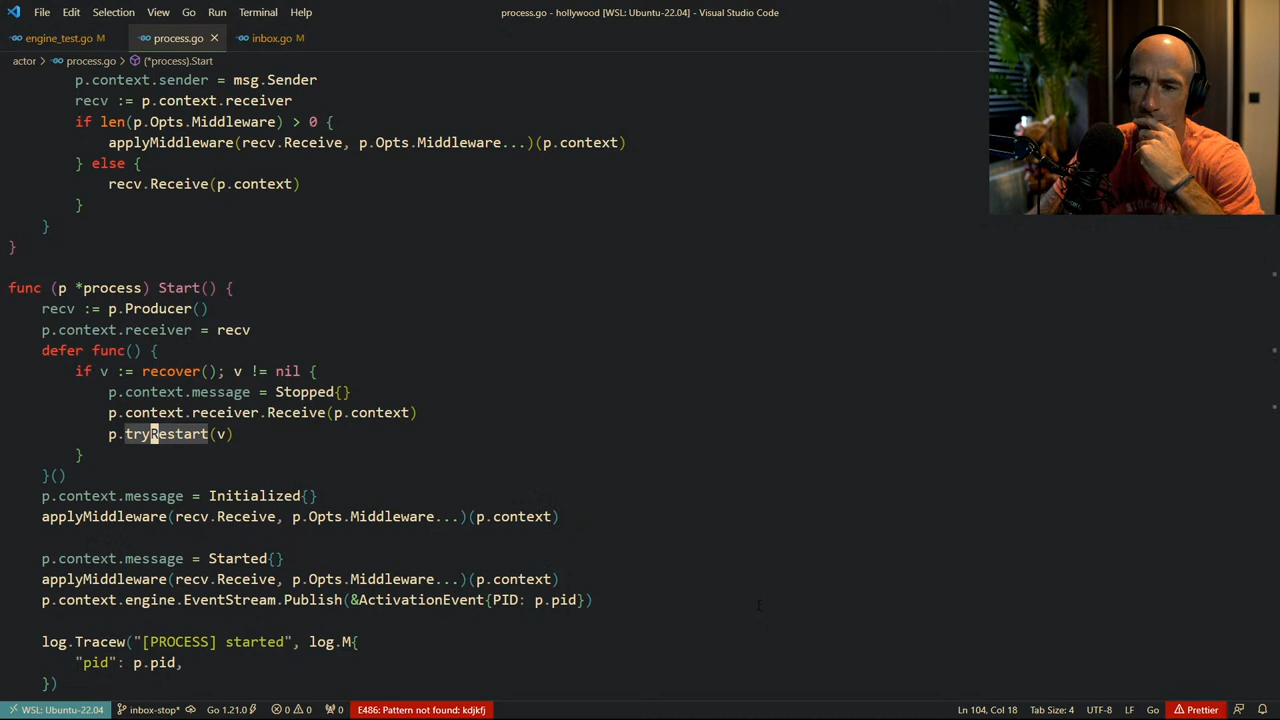 File Edit Selection View Go Run Terminal Help process.go - hollywood [WSL: Ubuntu-22.04] - Visual Studio Code
engine_test.go M process.go inbox.go M
actor > process.go > (*process).Start
p.context.sender = msg.Sender
recv := p.context.receiver
if len(p.Opts.Middleware) > 0 {
applyMiddleware(recv.Receive, p.Opts.Middleware...)(p.context)
} else {
recv.Receive(p.context)
}
}
}
func (p *process) Start() {
recv := p.Producer()
p.context.receiver = recv
defer func() {
if v := recover(); v != nil {
p.context.message = Stopped{}
p.context.receiver.Receive(p.context)
p.tryRestart(v)
}
}()
p.context.message = Initialized{}
applyMiddleware(recv.Receive, p.Opts.Middleware...)(p.context)
p.context.message = Started{}
applyMiddleware(recv.Receive, p.Opts.Middleware...)(p.context)
p.context.engine.EventStream.Publish(&ActivationEvent{PID: p.pid})
log.Tracew("[PROCESS] started", log.M{
"pid": p.pid,
})
WSL: Ubuntu-22.04 inbox-stop* Go 1.21.0 0 0 0 E486: Pattern not found: kdjkfj Ln 104, Col 18 Tab Size: 4 UTF-8 LF Go Prettier